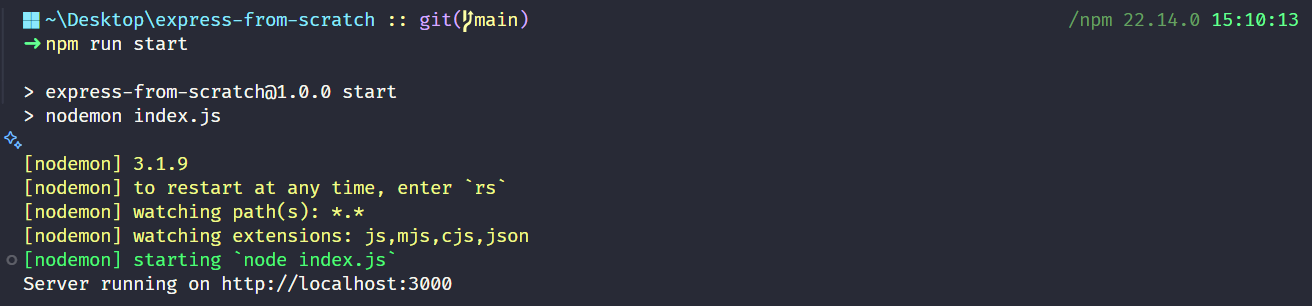 ~\Desktop\express-from-scratch :: git(main) /npm 22.14.0 15:10:13
➜ npm run start
> express-from-scratch@1.0.0 start
> nodemon index.js
[nodemon] 3.1.9
[nodemon] to restart at any time, enter `rs`
[nodemon] watching path(s): *.*
[nodemon] watching extensions: js,mjs,cjs,json
[nodemon] starting `node index.js`
Server running on http://localhost:3000